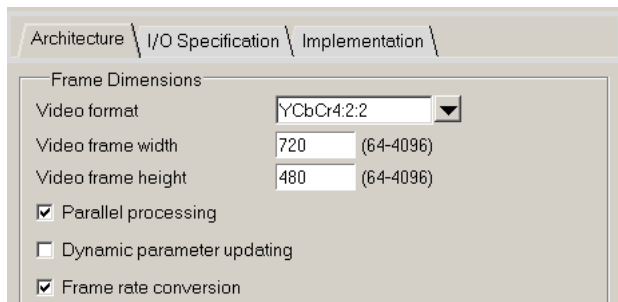 Architecture I/O Specification Implementation
Frame Dimensions
Video format YCbCr4:2:2
Video frame width 720 (64-4096)
Video frame height 480 (64-4096)
Parallel processing
Dynamic parameter updating
Frame rate conversion